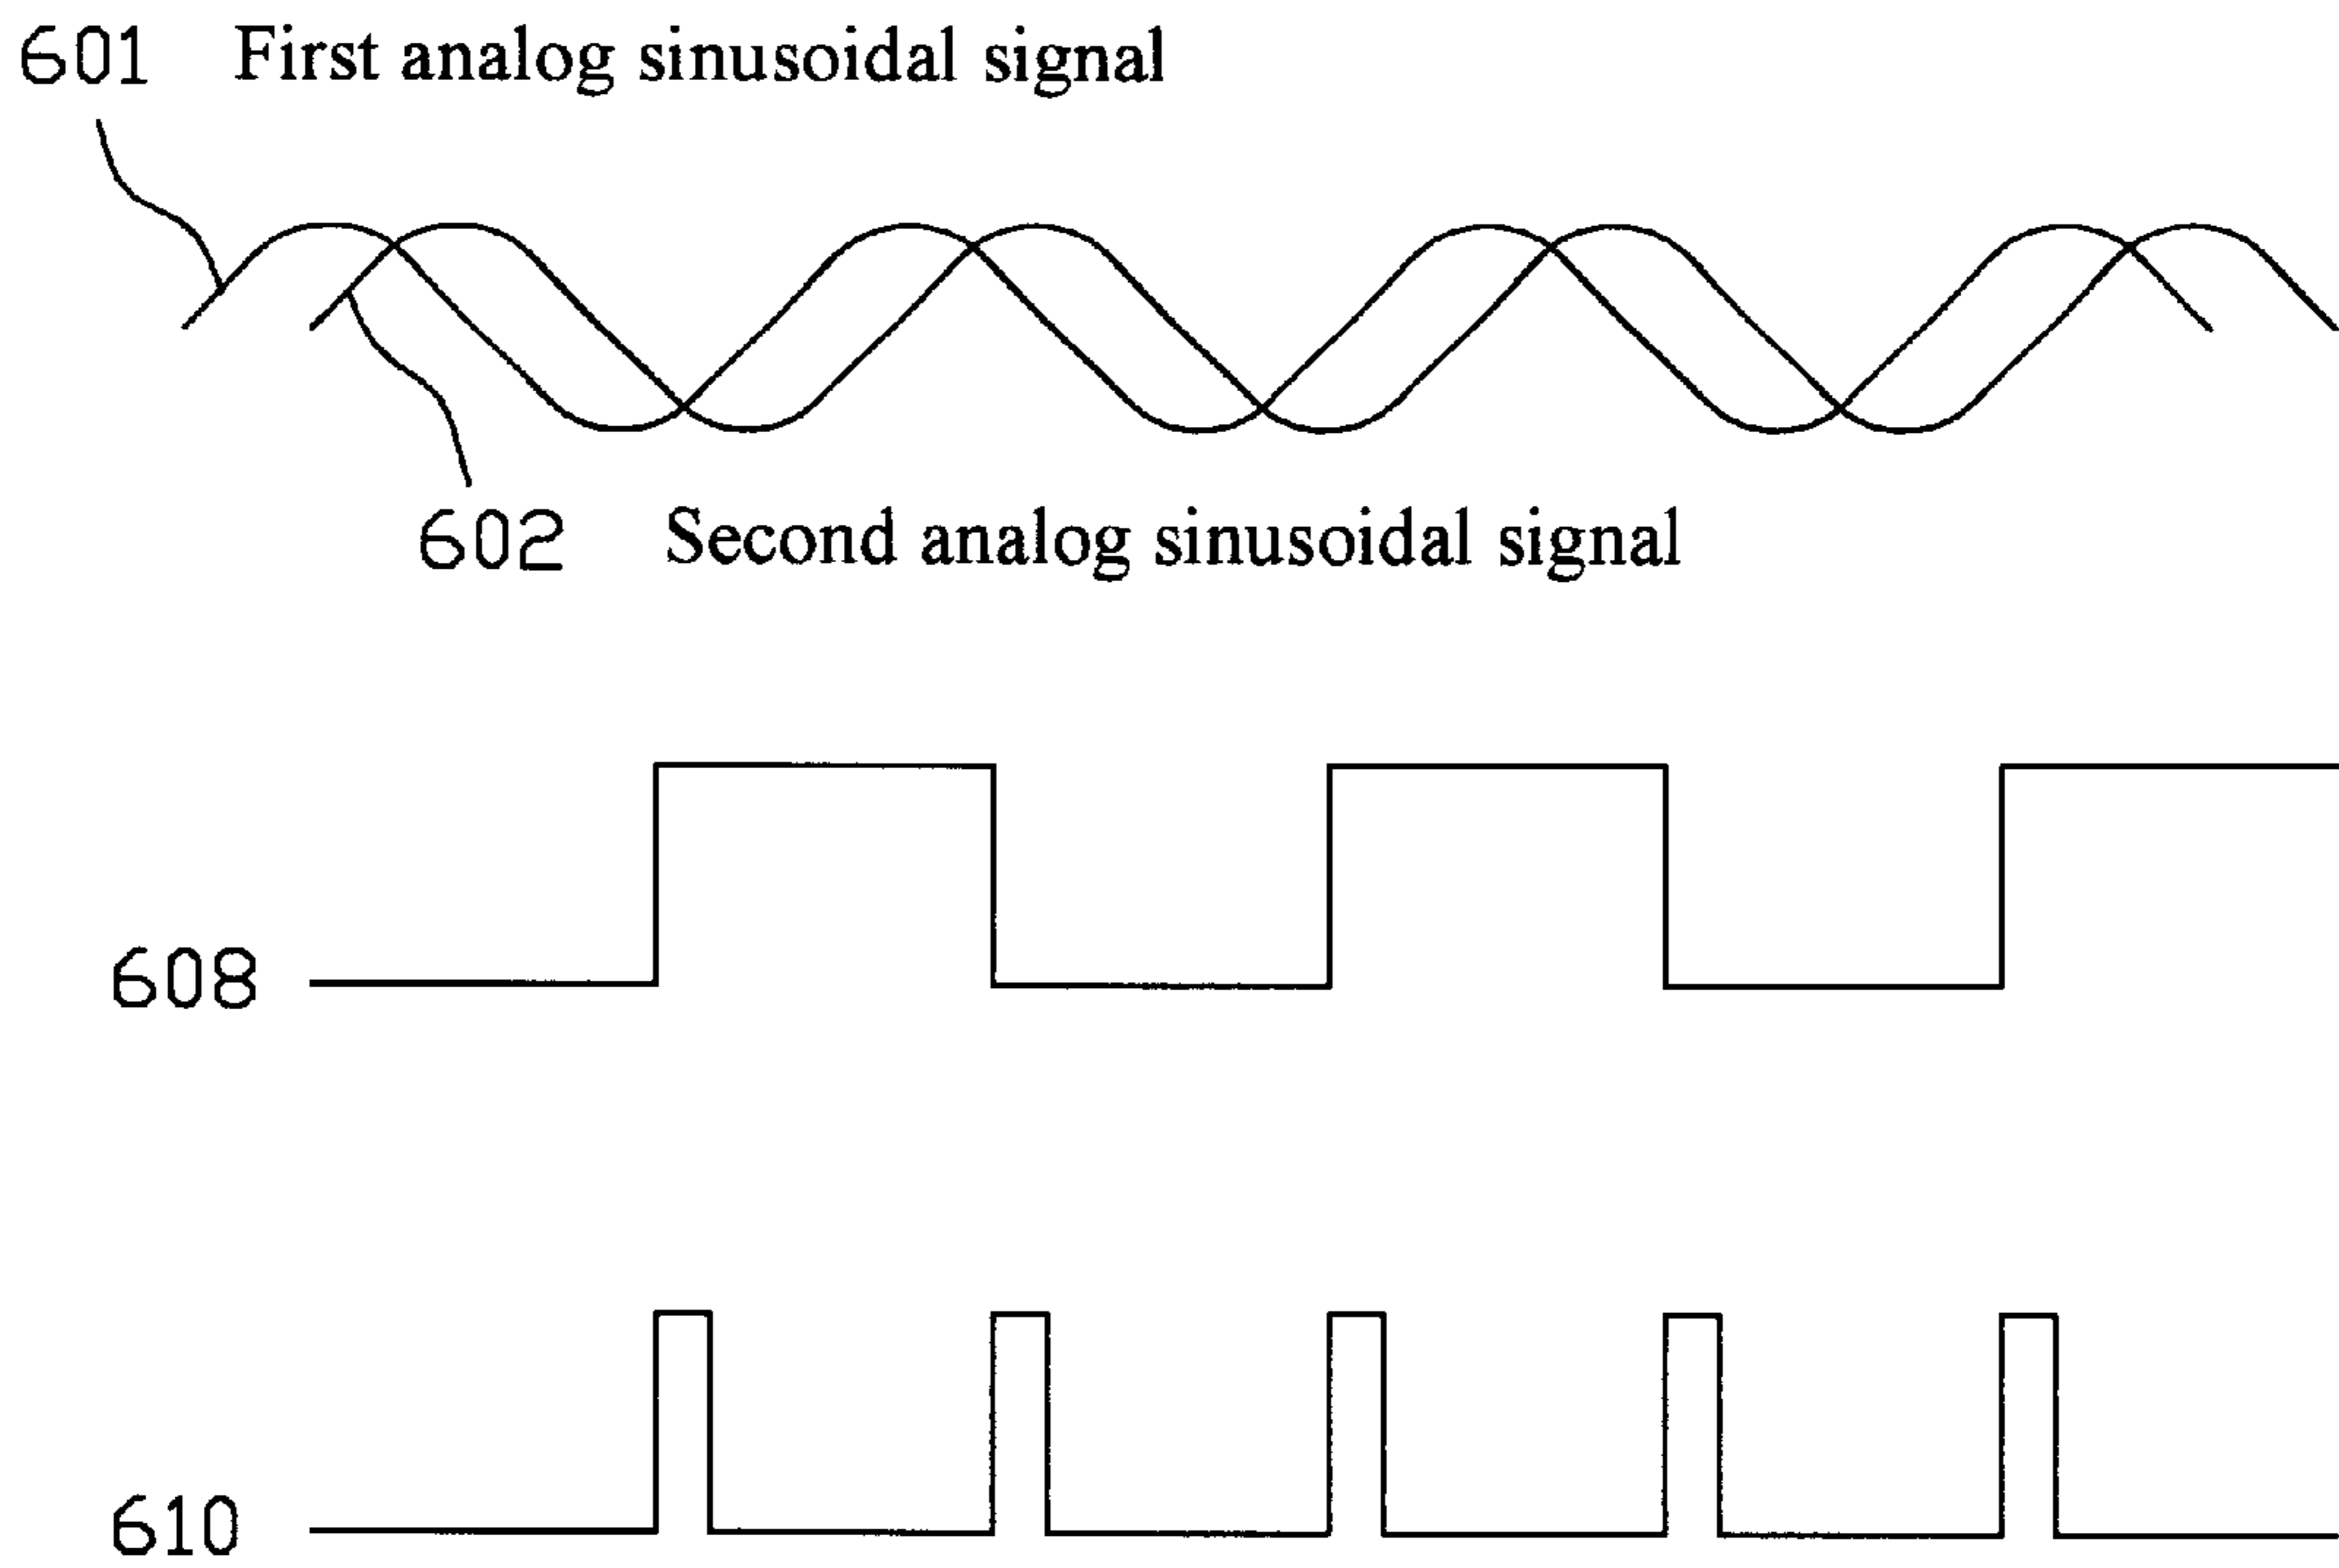 601 First analog sinusoidal signal
602 Second analog sinusoidal signal
608
610